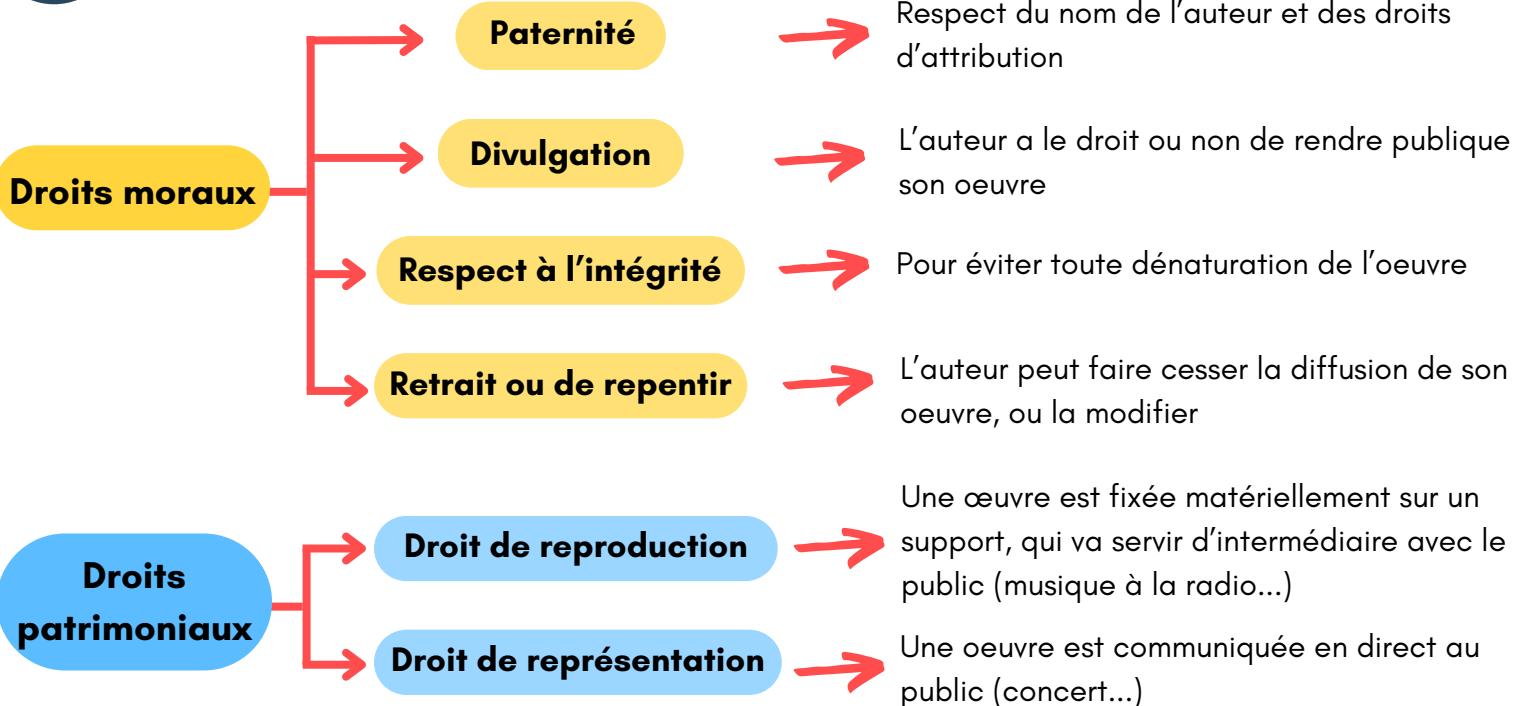 Paternité
Respect du nom de l'auteur et des droits
d'attribution
Droits moraux
Divulgation
L'auteur a le droit ou non de rendre publique
son oeuvre
Respect à l'intégrité
Pour éviter toute dénaturation de l'oeuvre
Retrait ou de repentir
L'auteur peut faire cesser la diffusion de son
oeuvre, ou la modifier
Droits
patrimoniaux
Droit de reproduction
Une œuvre est fixée matériellement sur un
support, qui va servir d'intermédiaire avec le
public (musique à la radio...)
Droit de représentation
Une oeuvre est communiquée en direct au
public (concert...)